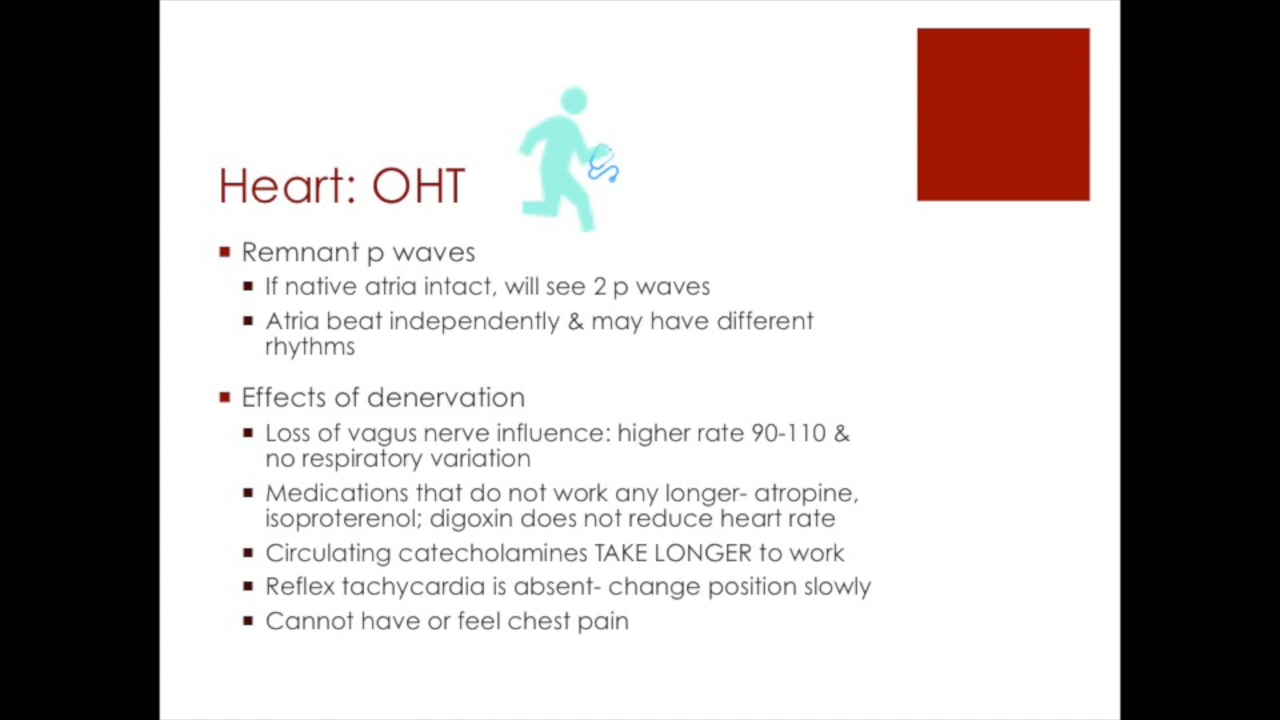 Heart: OHT
▪ Remnant p waves
▪ If native atria intact, will see 2 p waves
▪ Atria beat independently & may have different
rhythms
▪ Effects of denervation
▪ Loss of vagus nerve influence: higher rate 90-110 &
no respiratory variation
▪ Medications that do not work any longer- atropine,
isoproterenol; digoxin does not reduce heart rate
▪ Circulating catecholamines TAKE LONGER to work
▪ Reflex tachycardia is absent- change position slowly
▪ Cannot have or feel chest pain